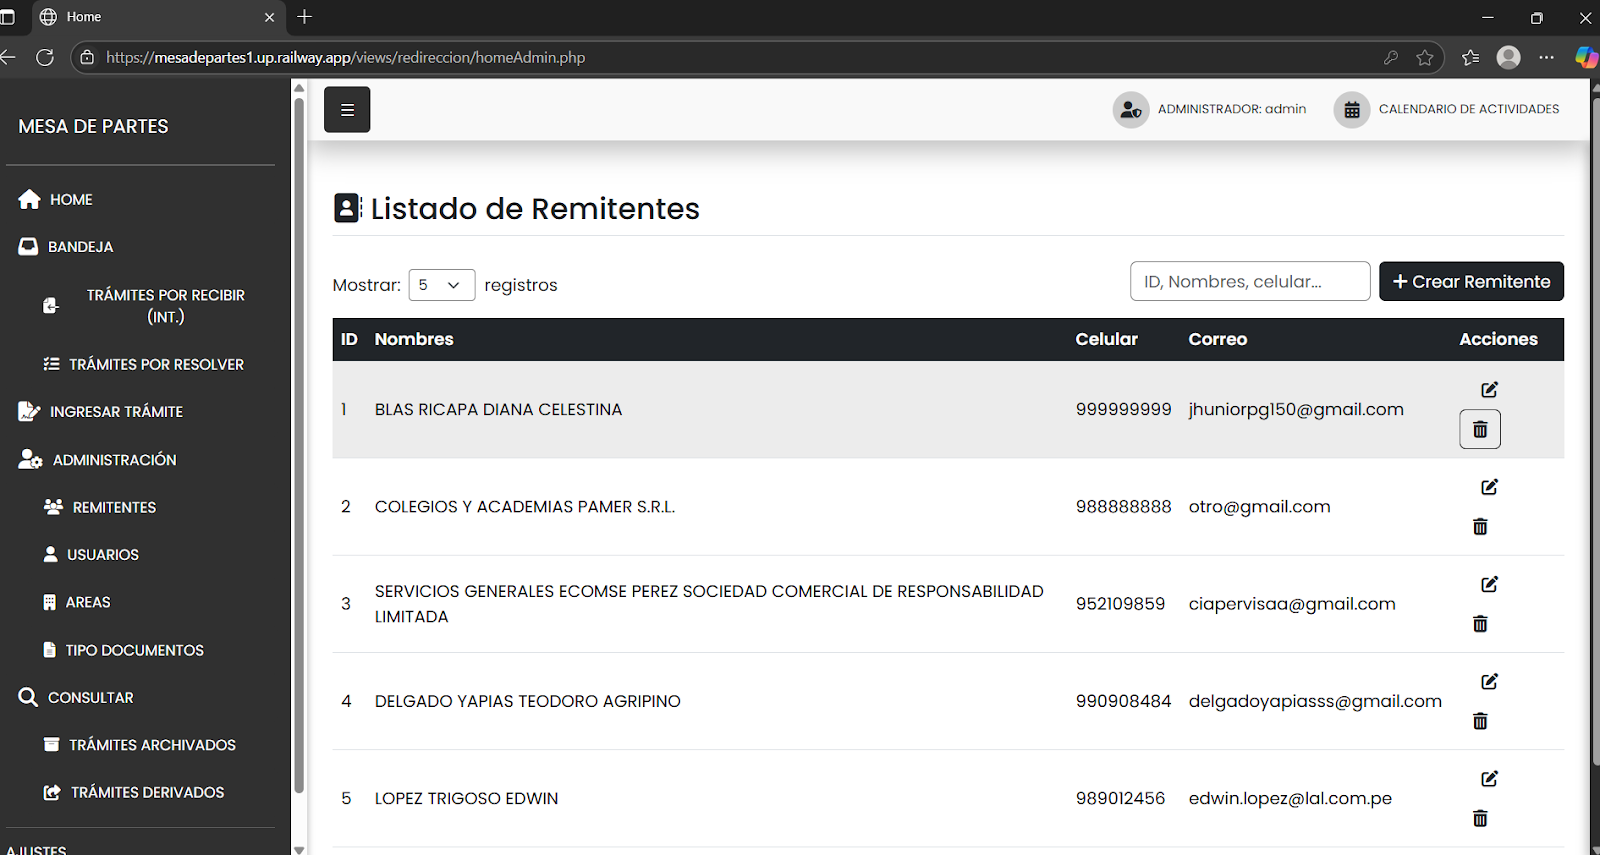 Home
https://mesadepartes1.up.railway.app/views/redireccion/homeAdmin.php
MESA DE PARTES
HOME
BANDEJA
TRÁMITES POR RECIBIR
(INT.)
TRÁMITES POR RESOLVER
INGRESAR TRÁMITE
ADMINISTRACIÓN
REMITENTES
USUARIOS
AREAS
TIPO DOCUMENTOS
CONSULTAR
TRÁMITES ARCHIVADOS
TRÁMITES DERIVADOS
AJUSTES
ADMINISTRADOR: admin
CALENDARIO DE ACTIVIDADES
Listado de Remitentes
Mostrar: 5 registros
ID, Nombres, celular...
Crear Remitente
ID Nombres Celular Correo Acciones
1 BLAS RICAPA DIANA CELESTINA 999999999 jhuniorpg150@gmail.com
2 COLEGIOS Y ACADEMIAS PAMER S.R.L. 988888888 otro@gmail.com
3 SERVICIOS GENERALES ECOMSE PEREZ SOCIEDAD COMERCIAL DE RESPONSABILIDAD
LIMITADA 952109859 ciapervisaa@gmail.com
4 DELGADO YAPIAS TEODORO AGRIPINO 990908484 delgadoyapiasss@gmail.com
5 LOPEZ TRIGOSO EDWIN 989012456 edwin.lopez@lal.com.pe